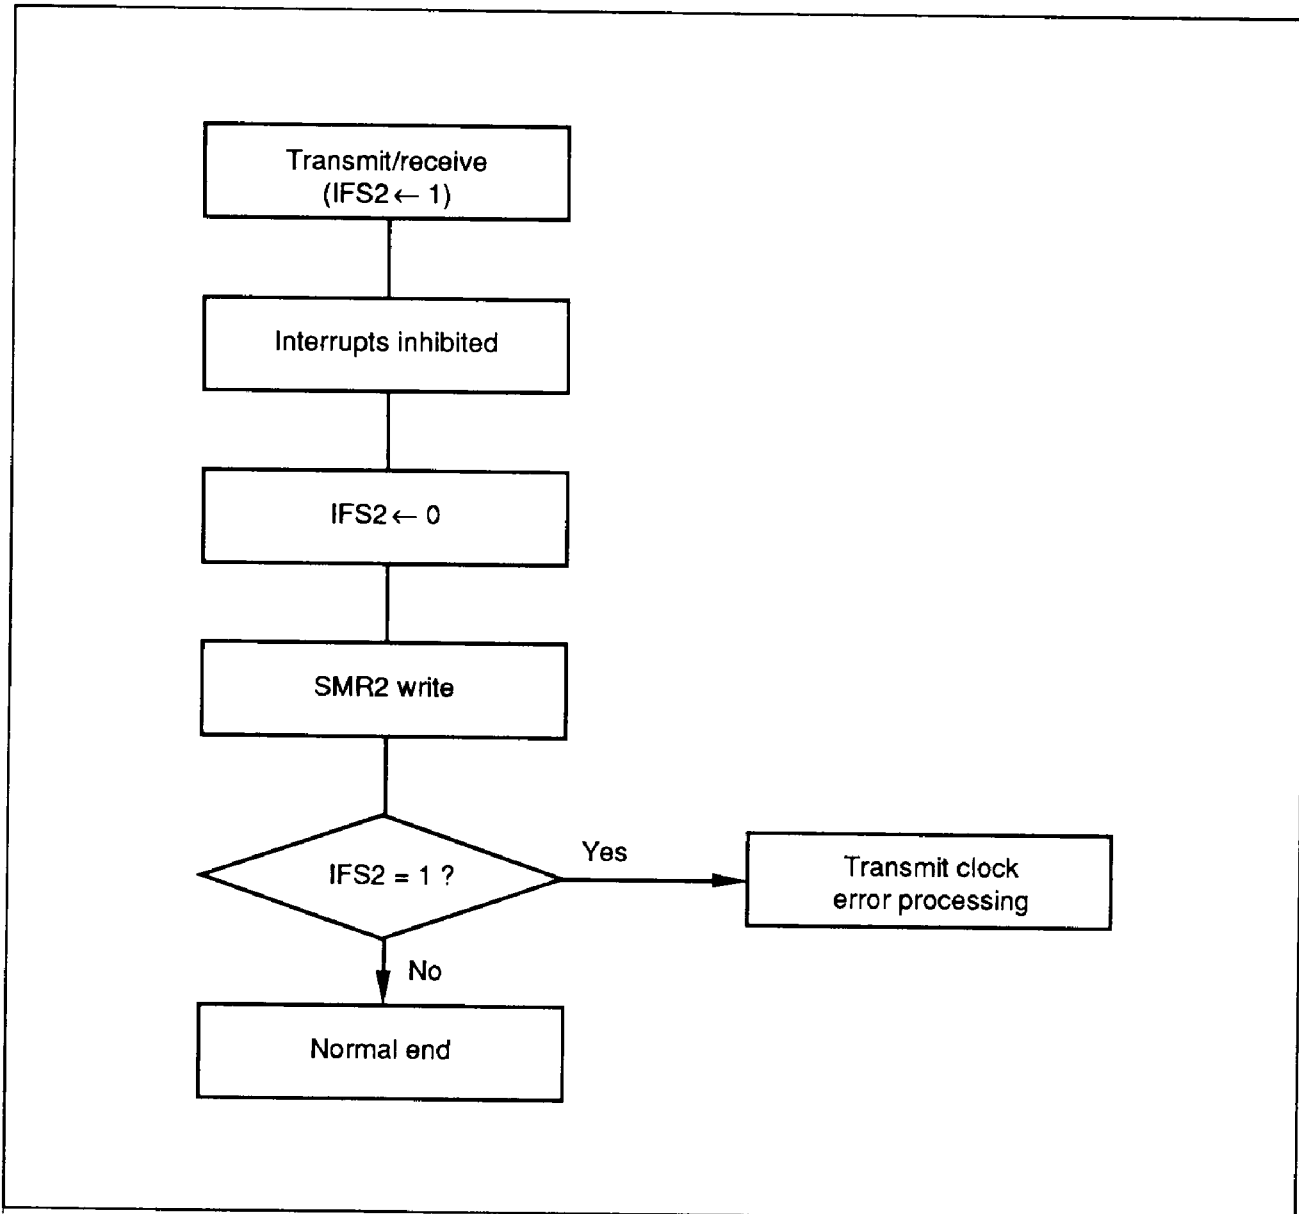 Transmit/receive
(IFS2 ← 1)
Interrupts inhibited
IFS2 ← 0
SMR2 write
IFS2 = 1 ?
Yes
Transmit clock
error processing
No
Normal end